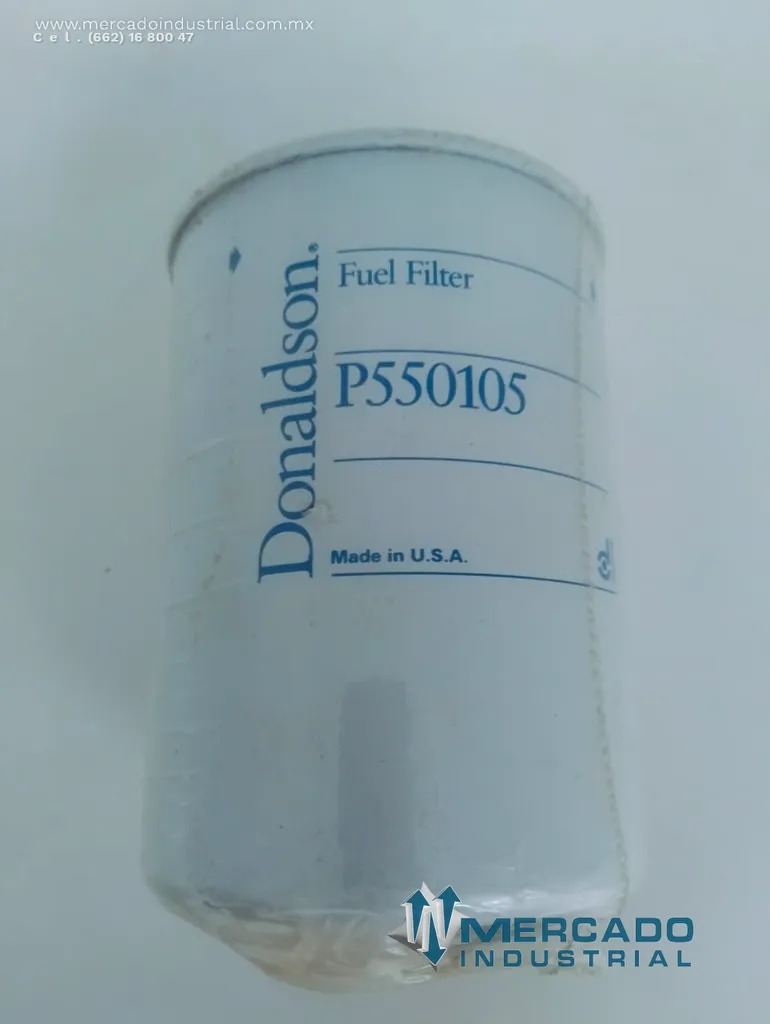 www.mercadoindustrial.com.mx
Cel. (662) 16 800 47
Donaldson®
Fuel Filter
P550105
Made in U.S.A.
MERCADO
INDUSTRIAL